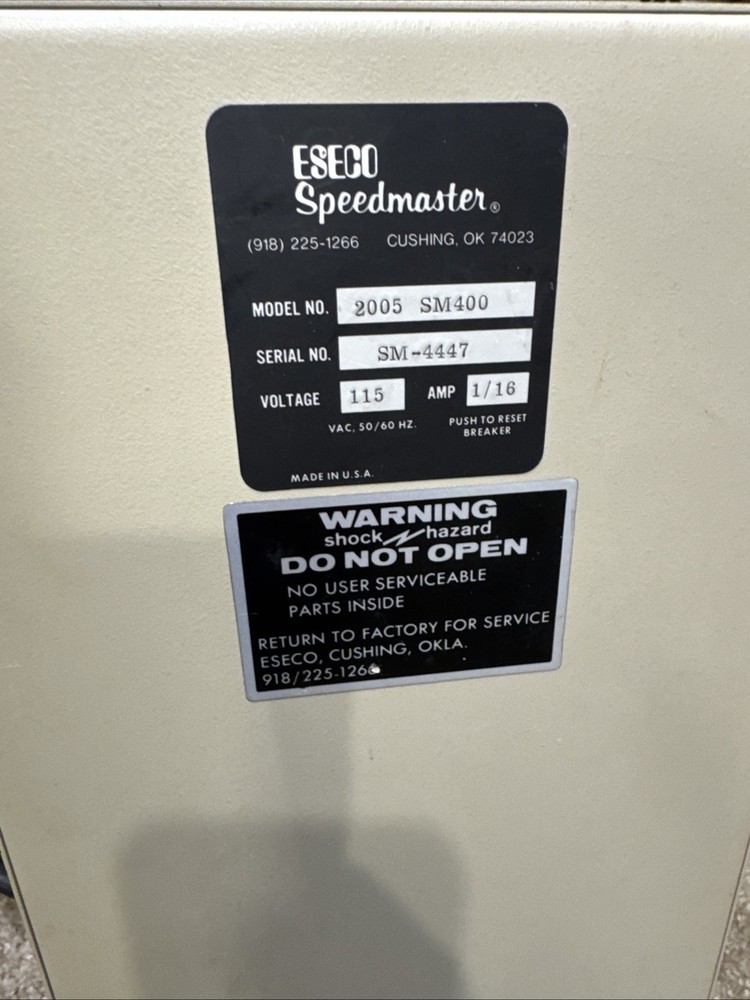 ESECO
Speedmaster®
(918) 225-1266 CUSHING, OK 74023
MODEL NO. 2005 SM400
SERIAL NO. SM-4447
VOLTAGE 115 AMP 1/16
VAC, 50/60 HZ. PUSH TO RESET
BREAKER
MADE IN U.S.A.
WARNING
shock hazard
DO NOT OPEN
NO USER SERVICEABLE
PARTS INSIDE
RETURN TO FACTORY FOR SERVICE
ESECO, CUSHING, OKLA.
918/225-1266